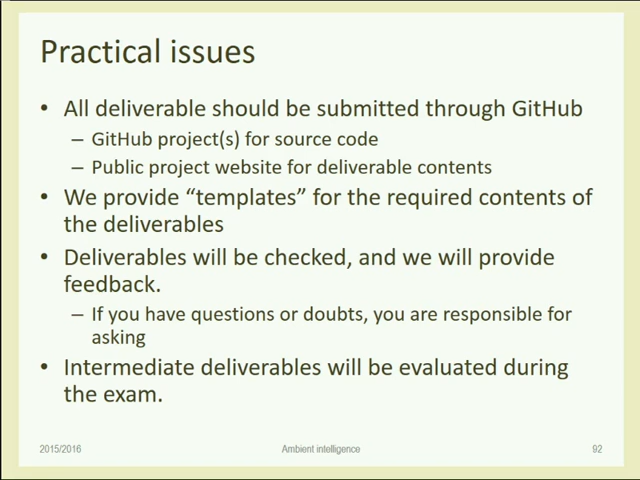 Practical issues
• All deliverable should be submitted through GitHub
– GitHub project(s) for source code
– Public project website for deliverable contents
• We provide “templates” for the required contents of
the deliverables
• Deliverables will be checked, and we will provide
feedback.
– If you have questions or doubts, you are responsible for
asking
• Intermediate deliverables will be evaluated during
the exam.
2015/2016 Ambient intelligence 92